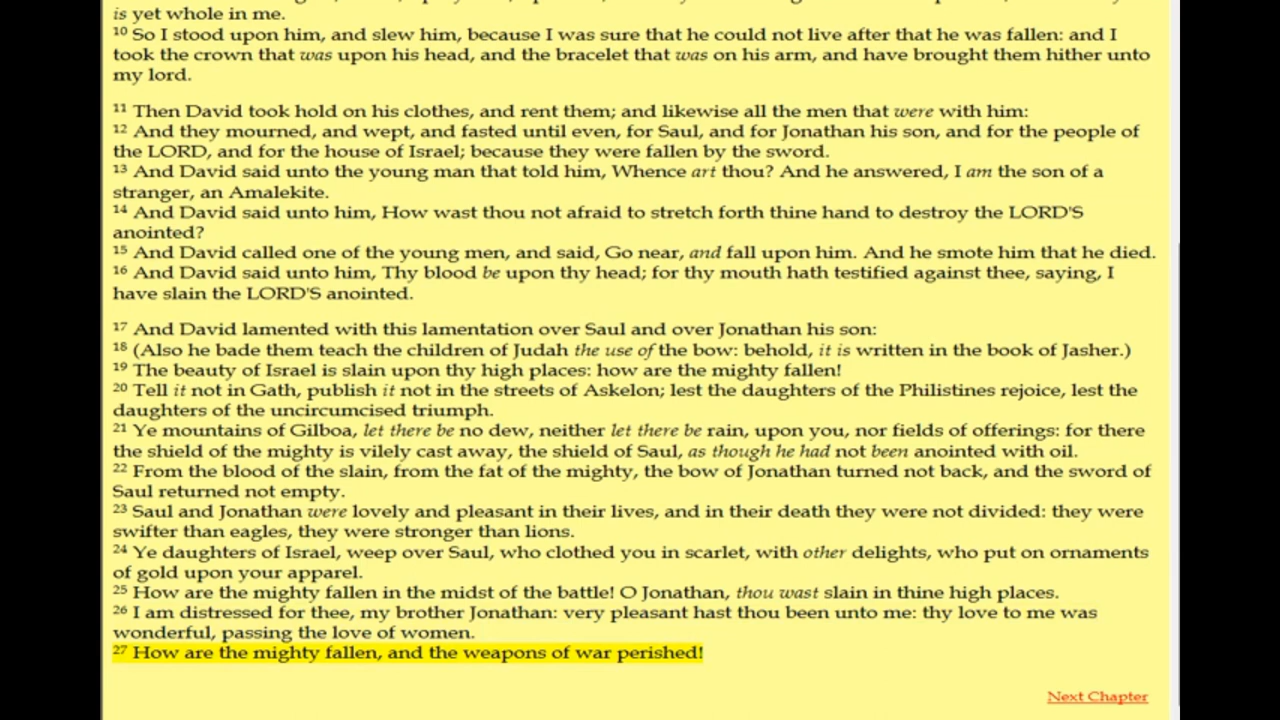 is yet whole in me.
10 So I stood upon him, and slew him, because I was sure that he could not live after that he was fallen: and I
took the crown that was upon his head, and the bracelet that was on his arm, and have brought them hither unto
my lord.
11 Then David took hold on his clothes, and rent them; and likewise all the men that were with him:
12 And they mourned, and wept, and fasted until even, for Saul, and for Jonathan his son, and for the people of
the LORD, and for the house of Israel; because they were fallen by the sword.
13 And David said unto the young man that told him, Whence art thou? And he answered, I am the son of a
stranger, an Amalekite.
14 And David said unto him, How wast thou not afraid to stretch forth thine hand to destroy the LORD'S
anointed?
15 And David called one of the young men, and said, Go near, and fall upon him. And he smote him that he died.
16 And David said unto him, Thy blood be upon thy head; for thy mouth hath testified against thee, saying, I
have slain the LORD'S anointed.
17 And David lamented with this lamentation over Saul and over Jonathan his son:
18 (Also he bade them teach the children of Judah the use of the bow: behold, it is written in the book of Jasher.)
19 The beauty of Israel is slain upon thy high places: how are the mighty fallen!
20 Tell it not in Gath, publish it not in the streets of Askelon; lest the daughters of the Philistines rejoice, lest the
daughters of the uncircumcised triumph.
21 Ye mountains of Gilboa, let there be no dew, neither let there be rain, upon you, nor fields of offerings: for there
the shield of the mighty is vilely cast away, the shield of Saul, as though he had not been anointed with oil.
22 From the blood of the slain, from the fat of the mighty, the bow of Jonathan turned not back, and the sword of
Saul returned not empty.
23 Saul and Jonathan were lovely and pleasant in their lives, and in their death they were not divided: they were
swifter than eagles, they were stronger than lions.
24 Ye daughters of Israel, weep over Saul, who clothed you in scarlet, with other delights, who put on ornaments
of gold upon your apparel.
25 How are the mighty fallen in the midst of the battle! O Jonathan, thou wast slain in thine high places.
26 I am distressed for thee, my brother Jonathan: very pleasant hast thou been unto me: thy love to me was
wonderful, passing the love of women.
27 How are the mighty fallen, and the weapons of war perished!
Next Chapter